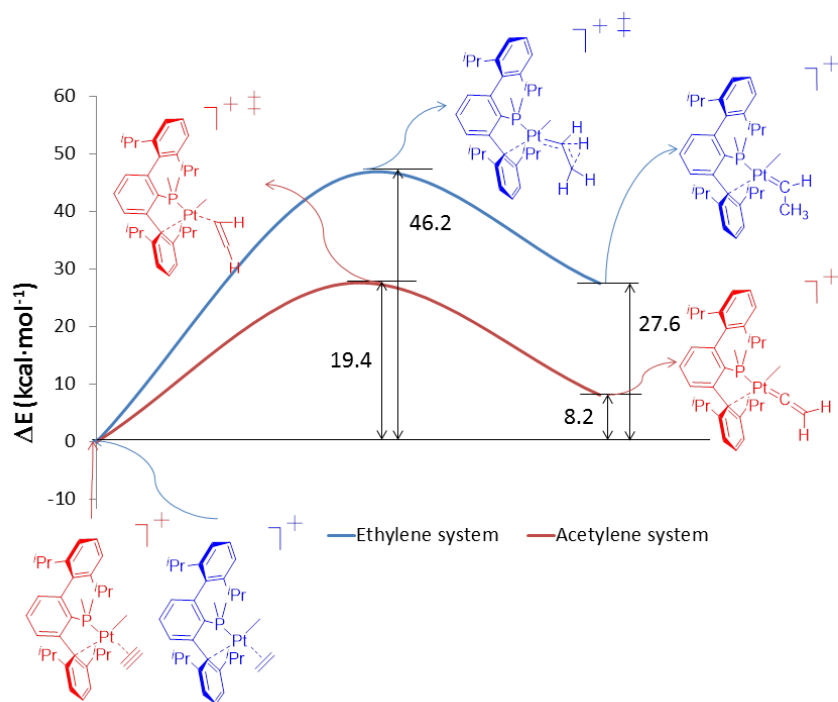 ΔE (kcal·mol⁻¹)
60
50
40
30
20
10
0
-10
⌝+ ‡
ⁱPr
ⁱPr
P
Pt
H
ⁱPr
ⁱPr
H
⌝+ ‡
ⁱPr
ⁱPr
P
Pt
H
C
H
ⁱPr
ⁱPr
C
H
H
⌝+
ⁱPr
ⁱPr
P
Pt
C
H
ⁱPr
ⁱPr
CH₃
46.2
19.4
27.6
8.2
⌝+
ⁱPr
ⁱPr
P
Pt
C
ⁱPr
ⁱPr
C
H
H
Ethylene system
Acetylene system
⌝+
ⁱPr
ⁱPr
P
Pt
ⁱPr
ⁱPr
⌝+
ⁱPr
ⁱPr
P
Pt
ⁱPr
ⁱPr